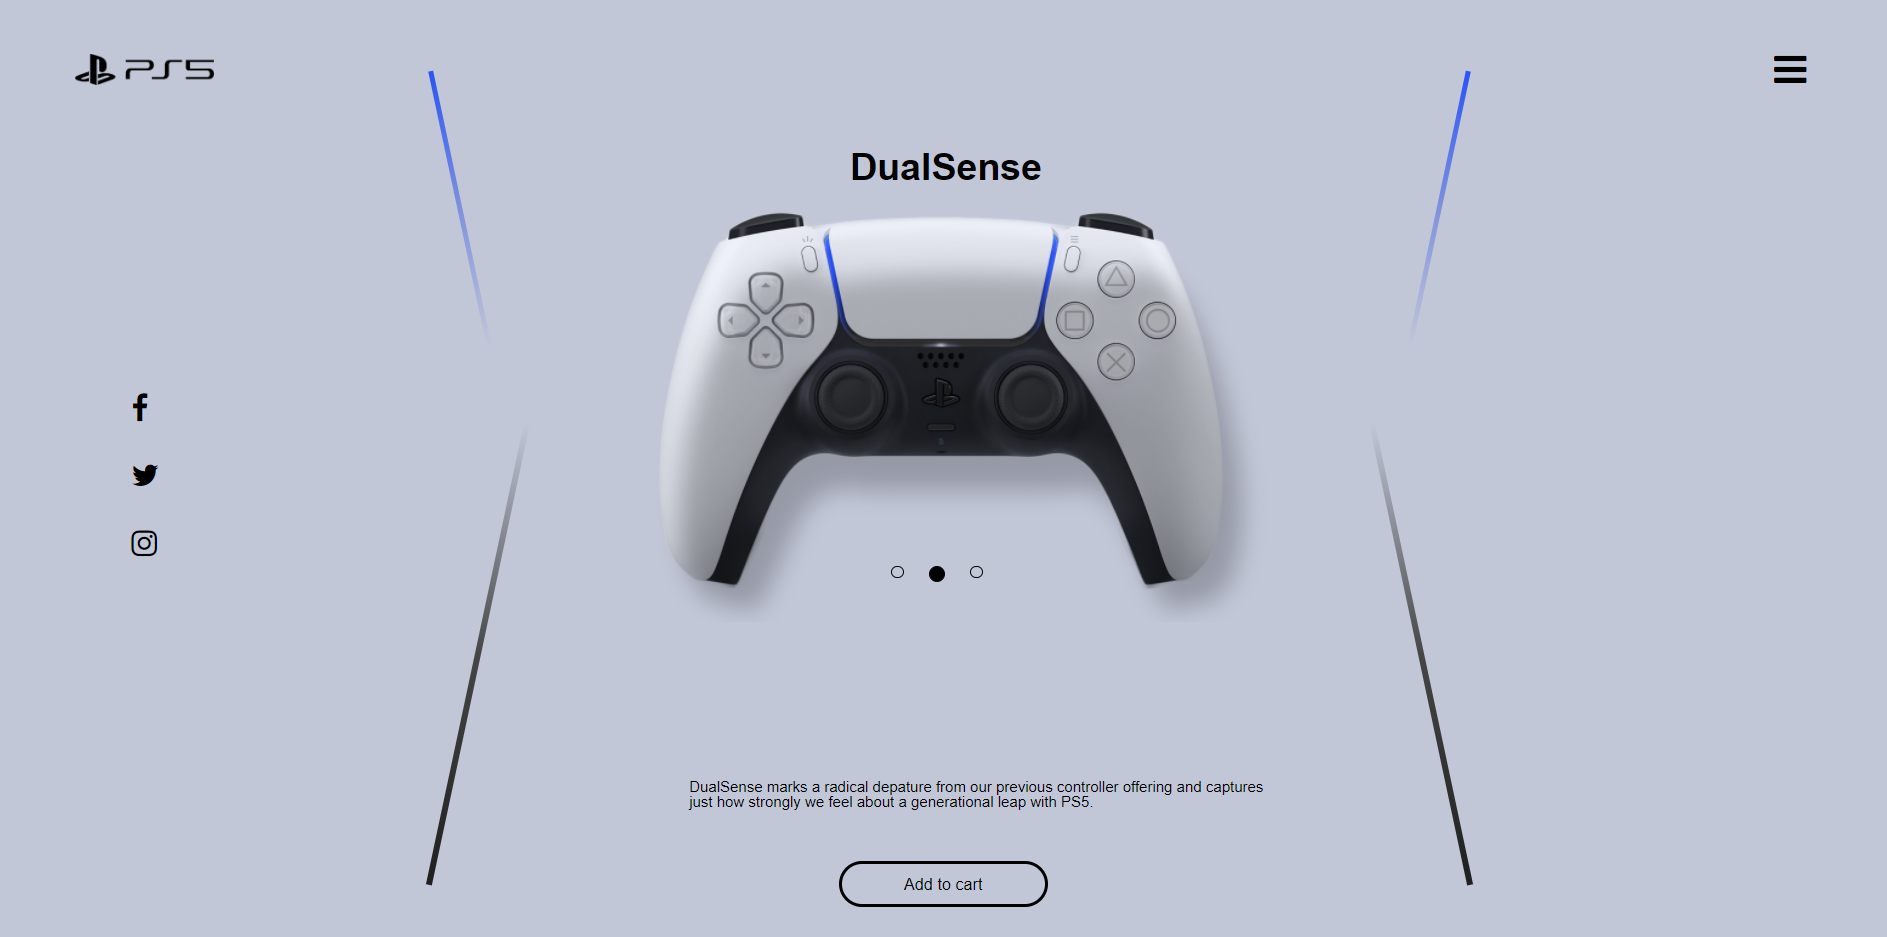 PS5
DualSense
DualSense marks a radical depature from our previous controller offering and captures
just how strongly we feel about a generational leap with PS5.
Add to cart